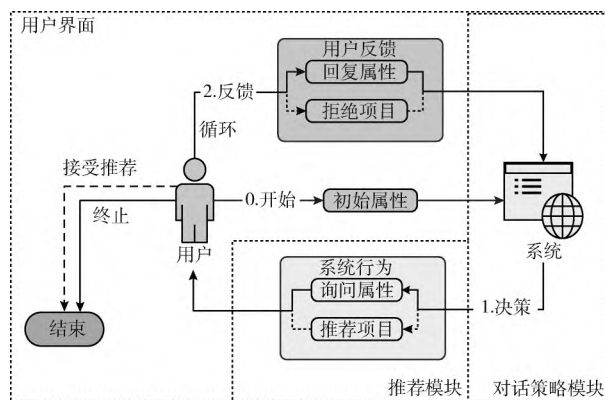 用户界面
用户反馈
回复属性
2.反馈
拒绝项目
循环
接受推荐
0.开始
初始属性
终止
用户
系统
系统行为
询问属性
1.决策
结束
推荐项目
推荐模块
对话策略模块